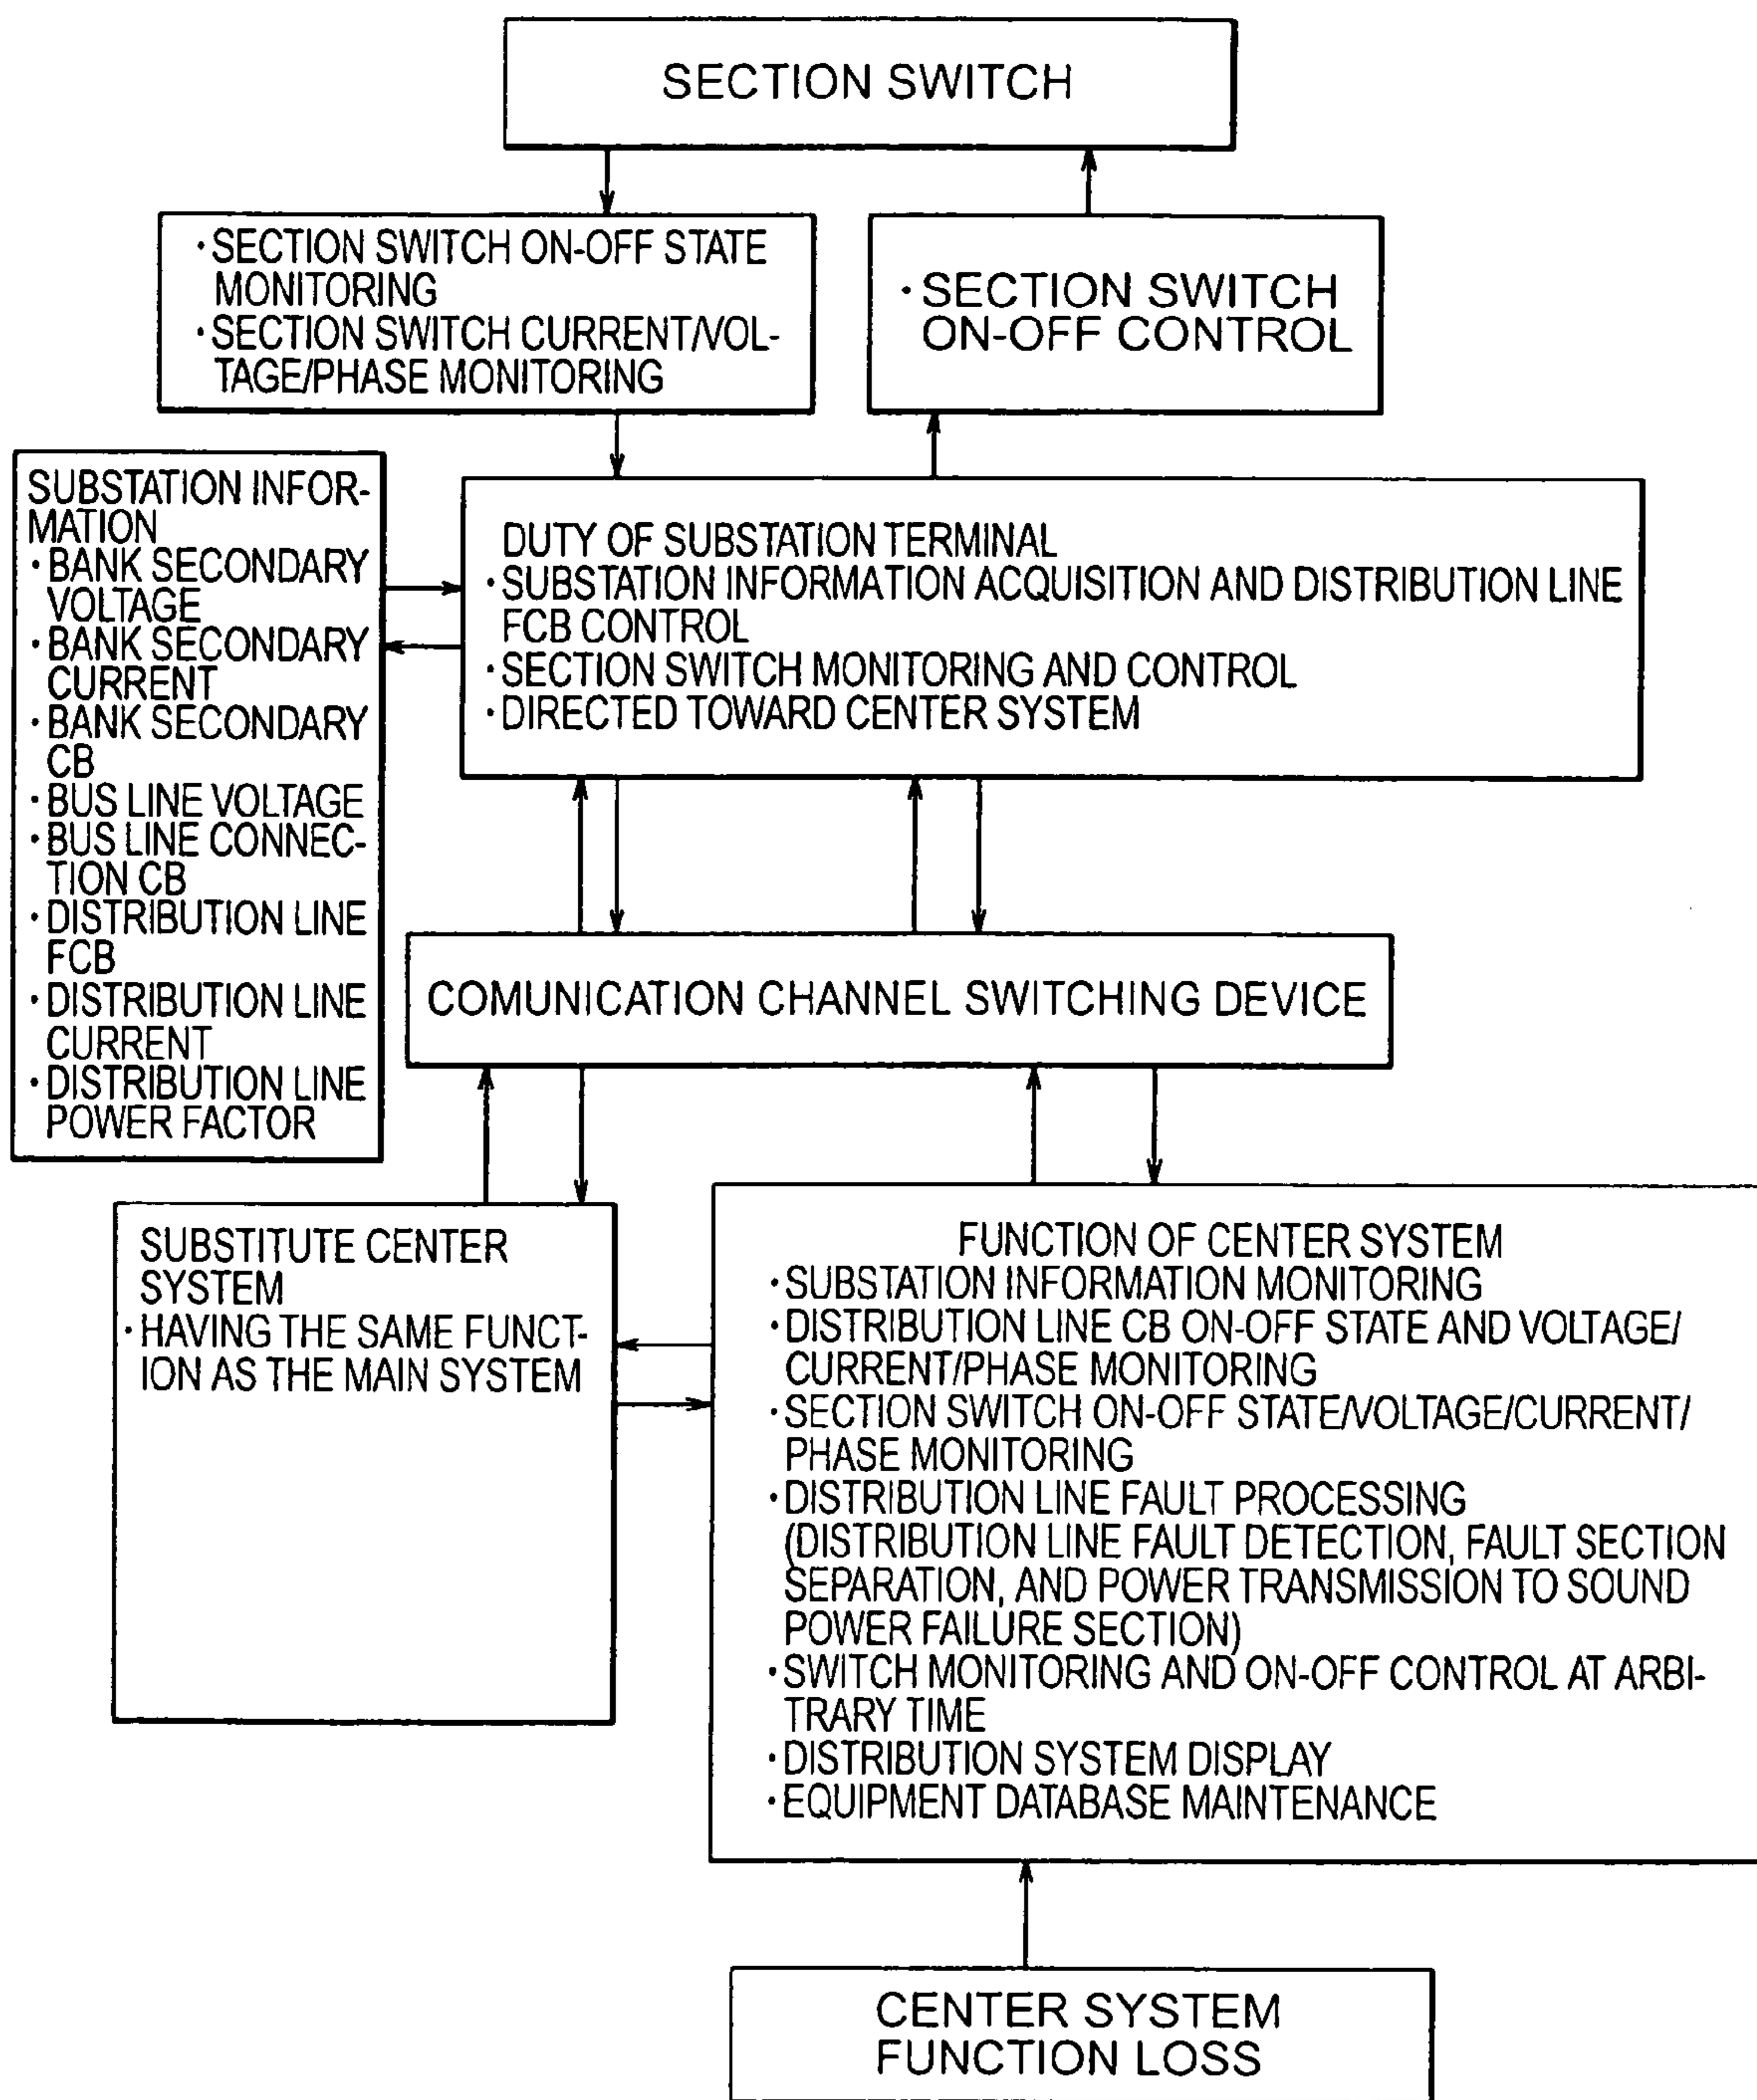 SECTION SWITCH
・SECTION SWITCH ON-OFF STATE
MONITORING
・SECTION SWITCH CURRENT/VOL-
TAGE/PHASE MONITORING
・SECTION SWITCH
ON-OFF CONTROL
SUBSTATION INFOR-
MATION
・BANK SECONDARY
VOLTAGE
・BANK SECONDARY
CURRENT
・BANK SECONDARY
CB
・BUS LINE VOLTAGE
・BUS LINE CONNEC-
TION CB
・DISTRIBUTION LINE
FCB
・DISTRIBUTION LINE
CURRENT
・DISTRIBUTION LINE
POWER FACTOR
DUTY OF SUBSTATION TERMINAL
・SUBSTATION INFORMATION ACQUISITION AND DISTRIBUTION LINE
FCB CONTROL
・SECTION SWITCH MONITORING AND CONTROL
・DIRECTED TOWARD CENTER SYSTEM
COMUNICATION CHANNEL SWITCHING DEVICE
SUBSTITUTE CENTER
SYSTEM
・HAVING THE SAME FUNCT-
ION AS THE MAIN SYSTEM
FUNCTION OF CENTER SYSTEM
・SUBSTATION INFORMATION MONITORING
・DISTRIBUTION LINE CB ON-OFF STATE AND VOLTAGE/
CURRENT/PHASE MONITORING
・SECTION SWITCH ON-OFF STATE/VOLTAGE/CURRENT/
PHASE MONITORING
・DISTRIBUTION LINE FAULT PROCESSING
(DISTRIBUTION LINE FAULT DETECTION, FAULT SECTION
SEPARATION, AND POWER TRANSMISSION TO SOUND
POWER FAILURE SECTION)
・SWITCH MONITORING AND ON-OFF CONTROL AT ARBI-
TRARY TIME
・DISTRIBUTION SYSTEM DISPLAY
・EQUIPMENT DATABASE MAINTENANCE
CENTER SYSTEM
FUNCTION LOSS